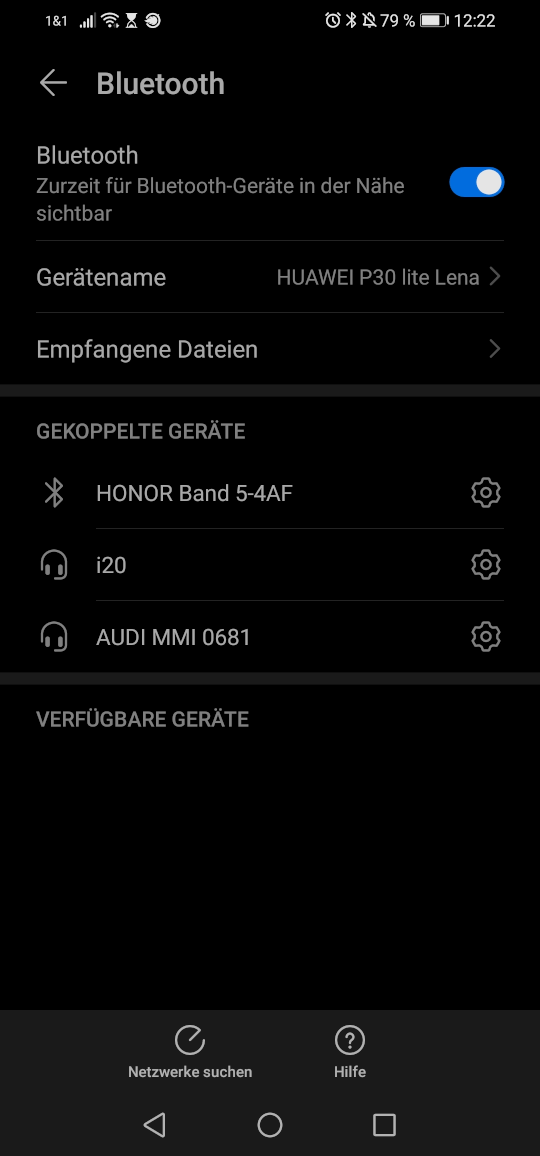 1&1 79 % 12:22
Bluetooth
Bluetooth
Zurzeit für Bluetooth-Geräte in der Nähe
sichtbar
Gerätename HUAWEI P30 lite Lena
Empfangene Dateien
GEKOPPELTE GERÄTE
HONOR Band 5-4AF
i20
AUDI MMI 0681
VERFÜGBARE GERÄTE
Netzwerke suchen Hilfe